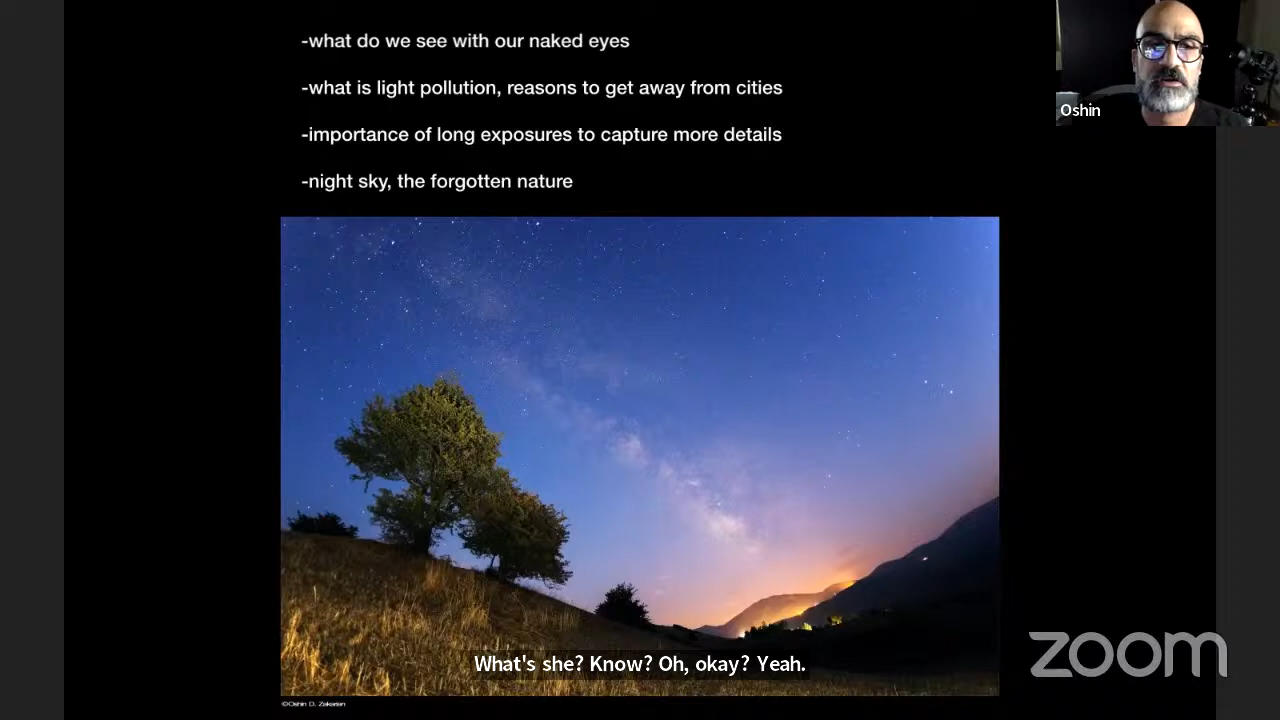 -what do we see with our naked eyes
-what is light pollution, reasons to get away from cities
-importance of long exposures to capture more details
-night sky, the forgotten nature
Oshin
What's she? Know? Oh, okay? Yeah.
zoom
©Oshin D. Zakarian